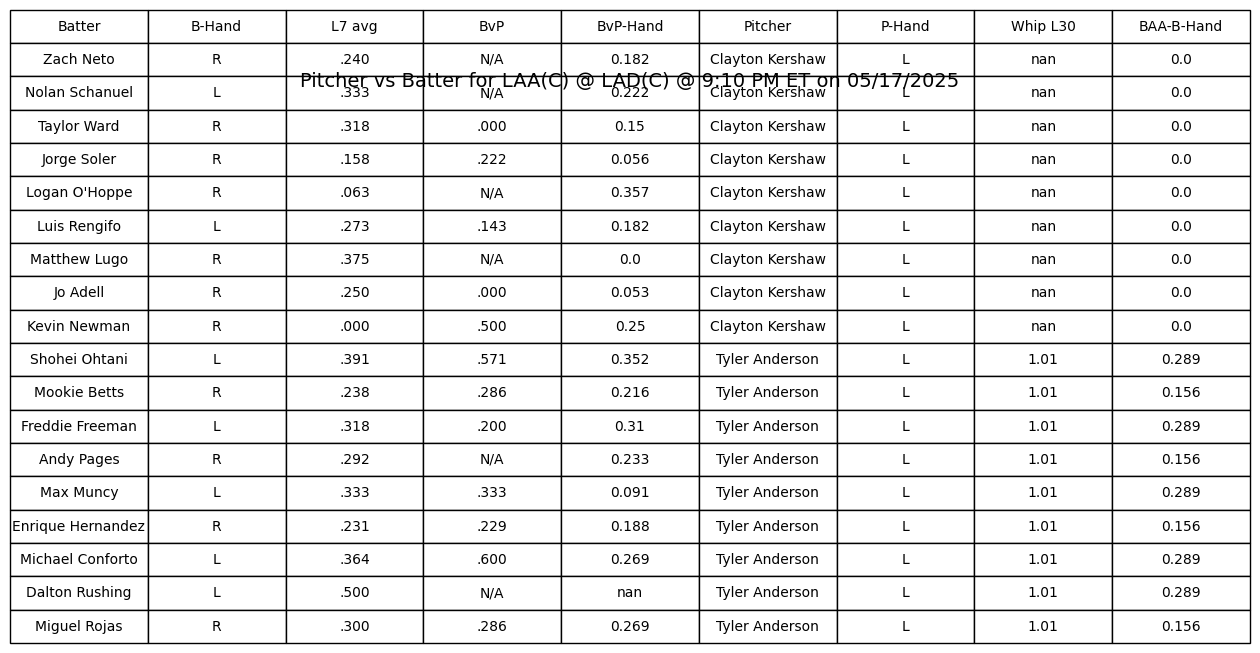 Batter B-Hand L7 avg BvP BvP-Hand Pitcher P-Hand Whip L30 BAA-B-Hand
Zach Neto R .240 N/A 0.182 Clayton Kershaw L nan 0.0
Pitcher vs Batter for LAA(C) @ LAD(C) @ 9:10 PM ET on 05/17/2025
Nolan Schanuel L .333 N/A 0.222 Clayton Kershaw L nan 0.0
Taylor Ward R .318 .000 0.15 Clayton Kershaw L nan 0.0
Jorge Soler R .158 .222 0.056 Clayton Kershaw L nan 0.0
Logan O'Hoppe R .063 N/A 0.357 Clayton Kershaw L nan 0.0
Luis Rengifo L .273 .143 0.182 Clayton Kershaw L nan 0.0
Matthew Lugo R .375 N/A 0.0 Clayton Kershaw L nan 0.0
Jo Adell R .250 .000 0.053 Clayton Kershaw L nan 0.0
Kevin Newman R .000 .500 0.25 Clayton Kershaw L nan 0.0
Shohei Ohtani L .391 .571 0.352 Tyler Anderson L 1.01 0.289
Mookie Betts R .238 .286 0.216 Tyler Anderson L 1.01 0.156
Freddie Freeman L .318 .200 0.31 Tyler Anderson L 1.01 0.289
Andy Pages R .292 N/A 0.233 Tyler Anderson L 1.01 0.156
Max Muncy L .333 .333 0.091 Tyler Anderson L 1.01 0.289
Enrique Hernandez R .231 .229 0.188 Tyler Anderson L 1.01 0.156
Michael Conforto L .364 .600 0.269 Tyler Anderson L 1.01 0.289
Dalton Rushing L .500 N/A nan Tyler Anderson L 1.01 0.289
Miguel Rojas R .300 .286 0.269 Tyler Anderson L 1.01 0.156